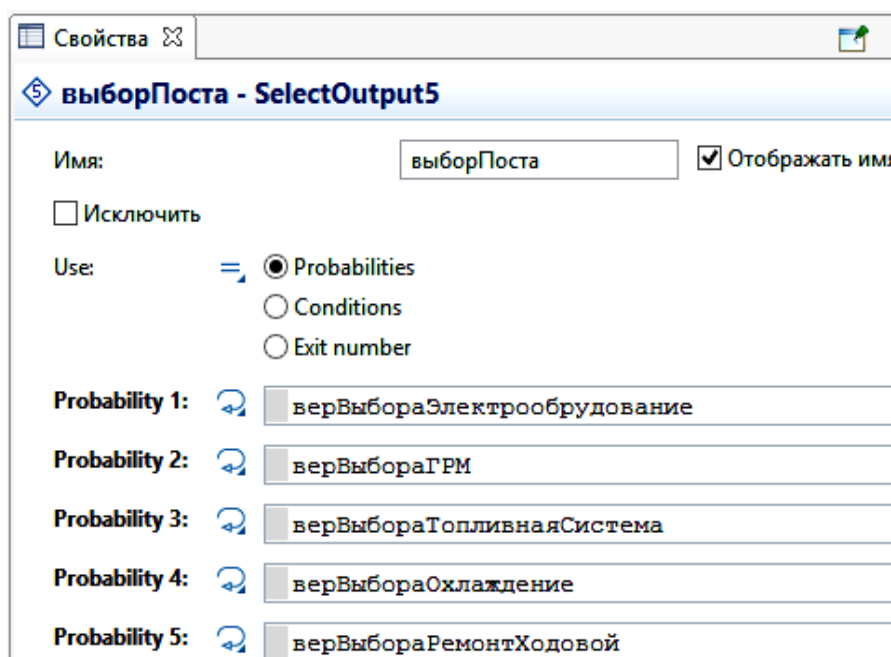 Свойства
выборПоста - SelectOutput5
Имя: выборПоста Отображать имя
Исключить
Use: Probabilities
Conditions
Exit number
Probability 1: верВыбораЭлектрообрудование
Probability 2: верВыбораГРМ
Probability 3: верВыбораТопливнаяСистема
Probability 4: верВыбораОхлаждение
Probability 5: верВыбораРемонтХодовой